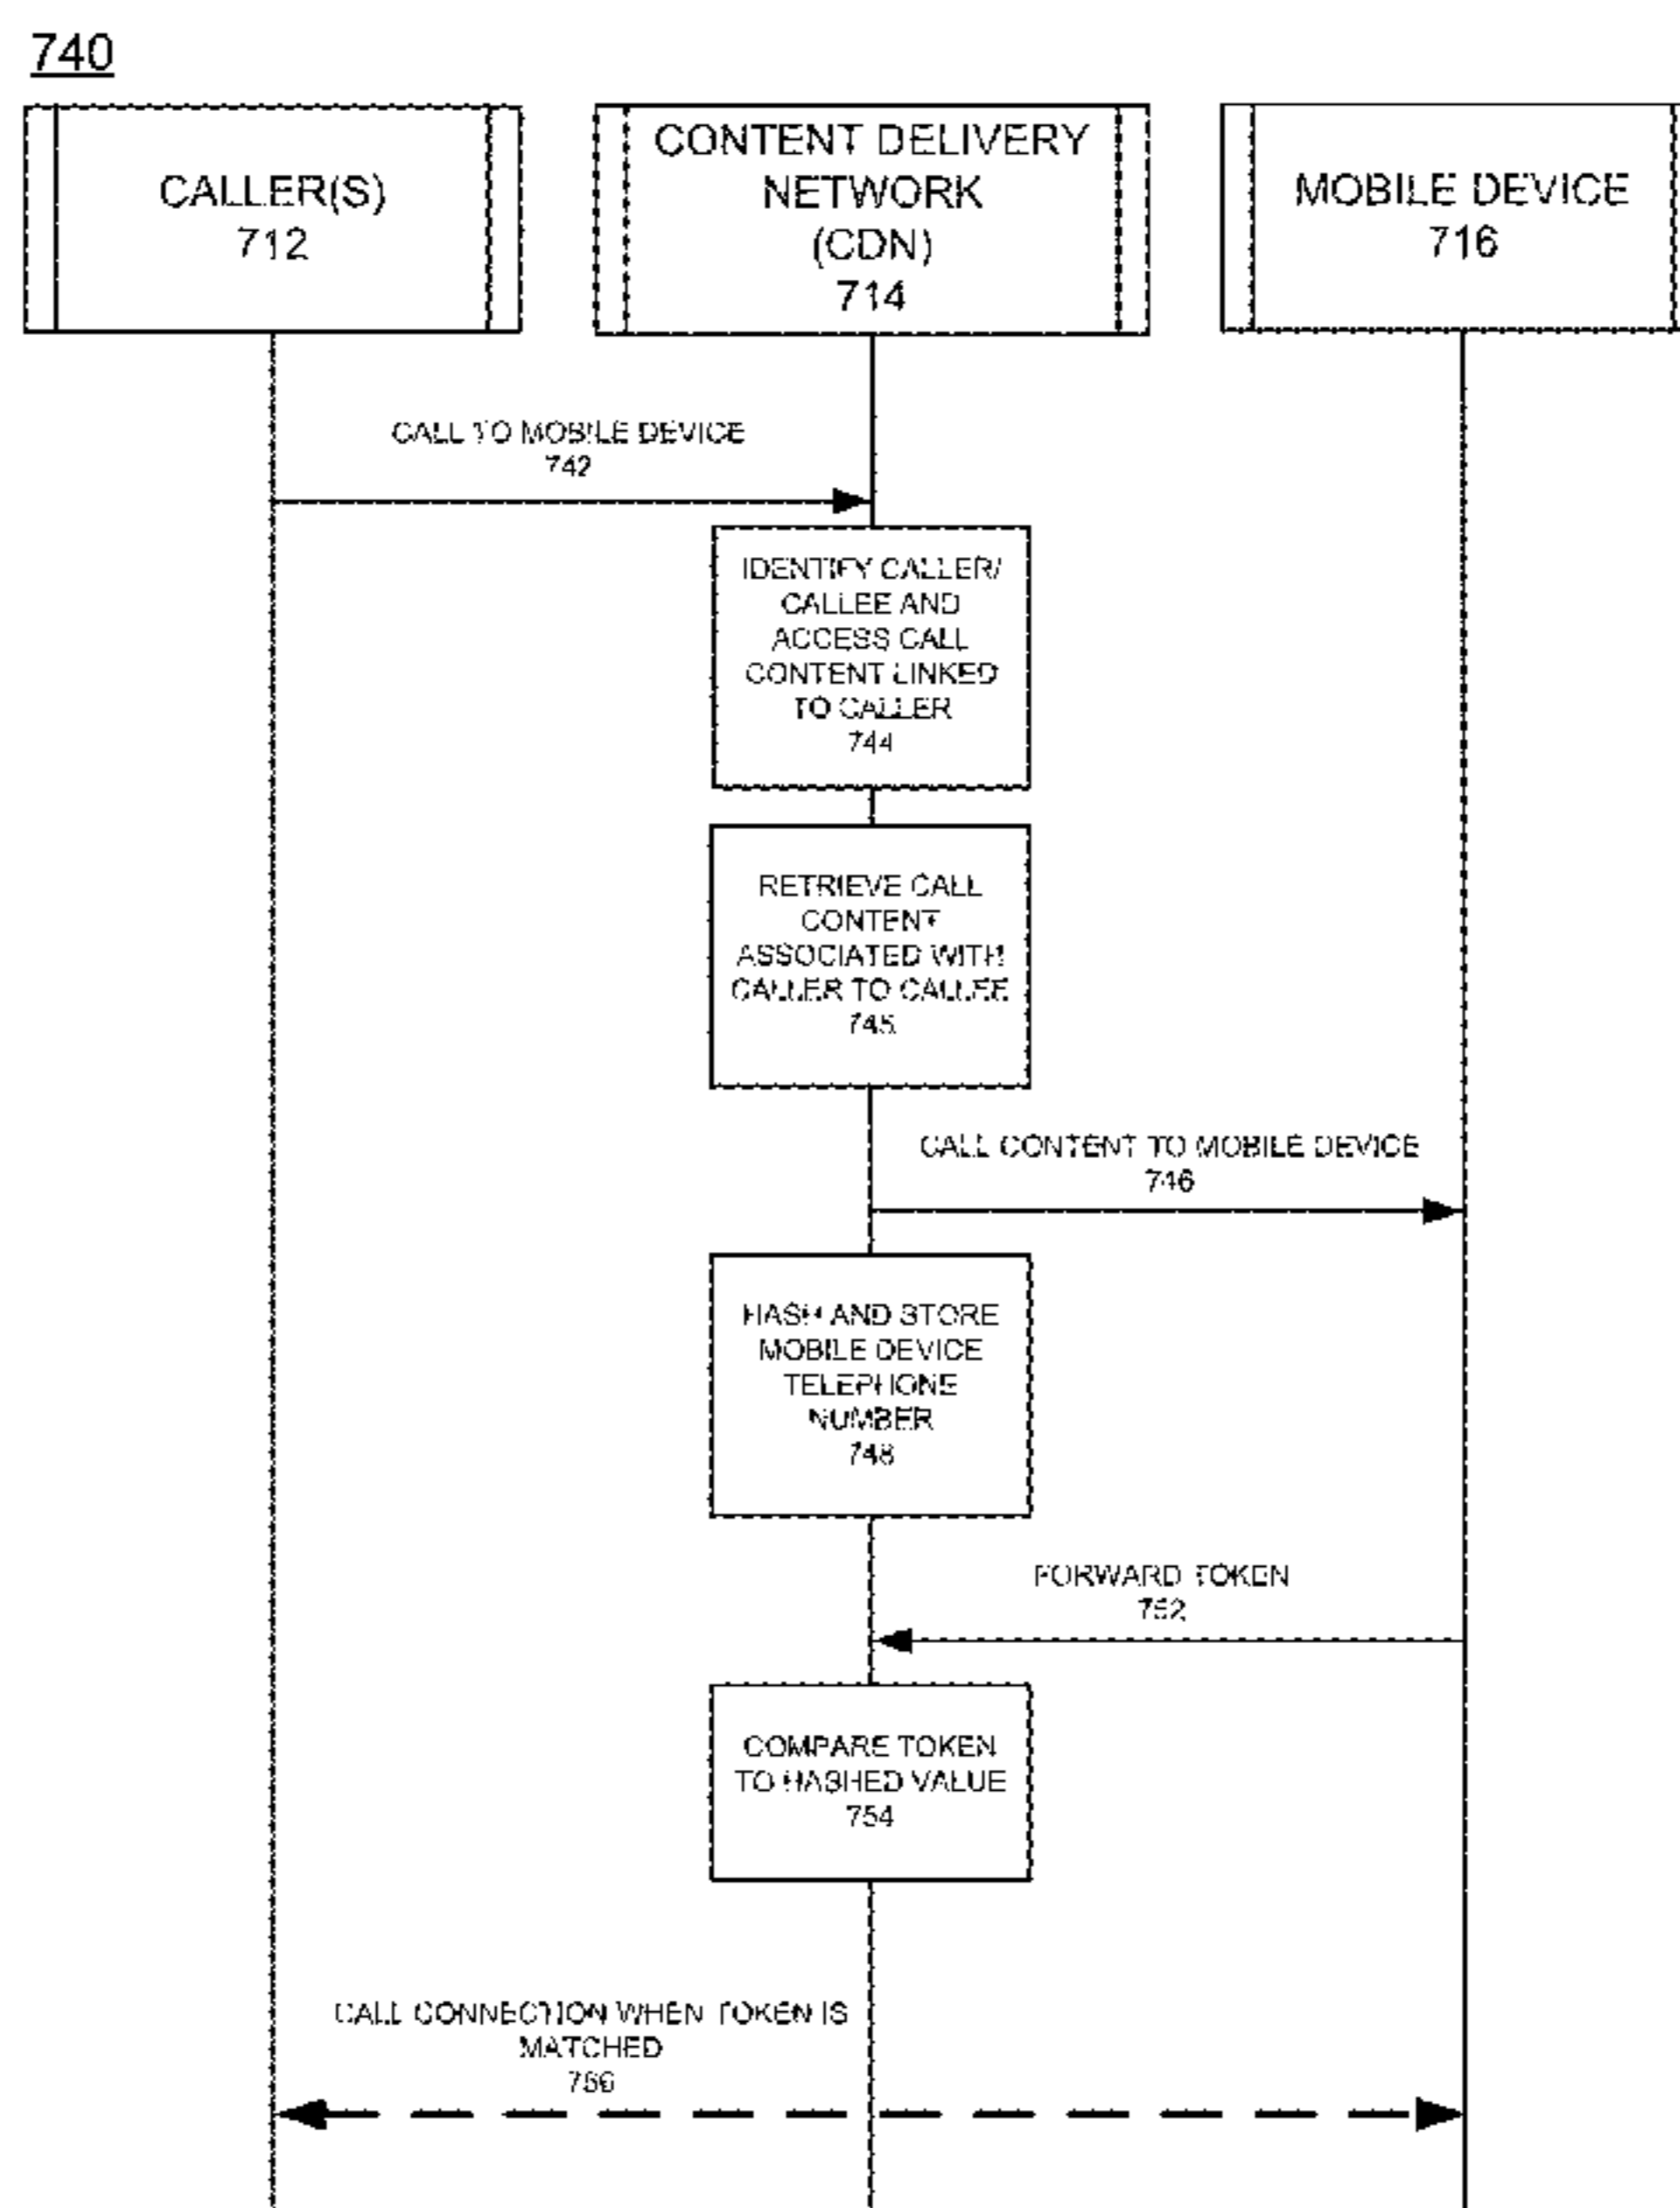 740
CALLER(S)
712
CONTENT DELIVERY
NETWORK
(CDN)
714
MOBILE DEVICE
716
CALL TO MOBILE DEVICE
742
IDENTIFY CALLER/
CALLEE AND
ACCESS CALL
CONTENT LINKED
TO CALLER
744
RETRIEVE CALL
CONTENT
ASSOCIATED WITH
CALLER TO CALLEE
745
CALL CONTENT TO MOBILE DEVICE
746
HASH AND STORE
MOBILE DEVICE
TELEPHONE
NUMBER
748
FORWARD TOKEN
752
COMPARE TOKEN
TO HASHED VALUE
754
CALL CONNECTION WHEN TOKEN IS
MATCHED
756